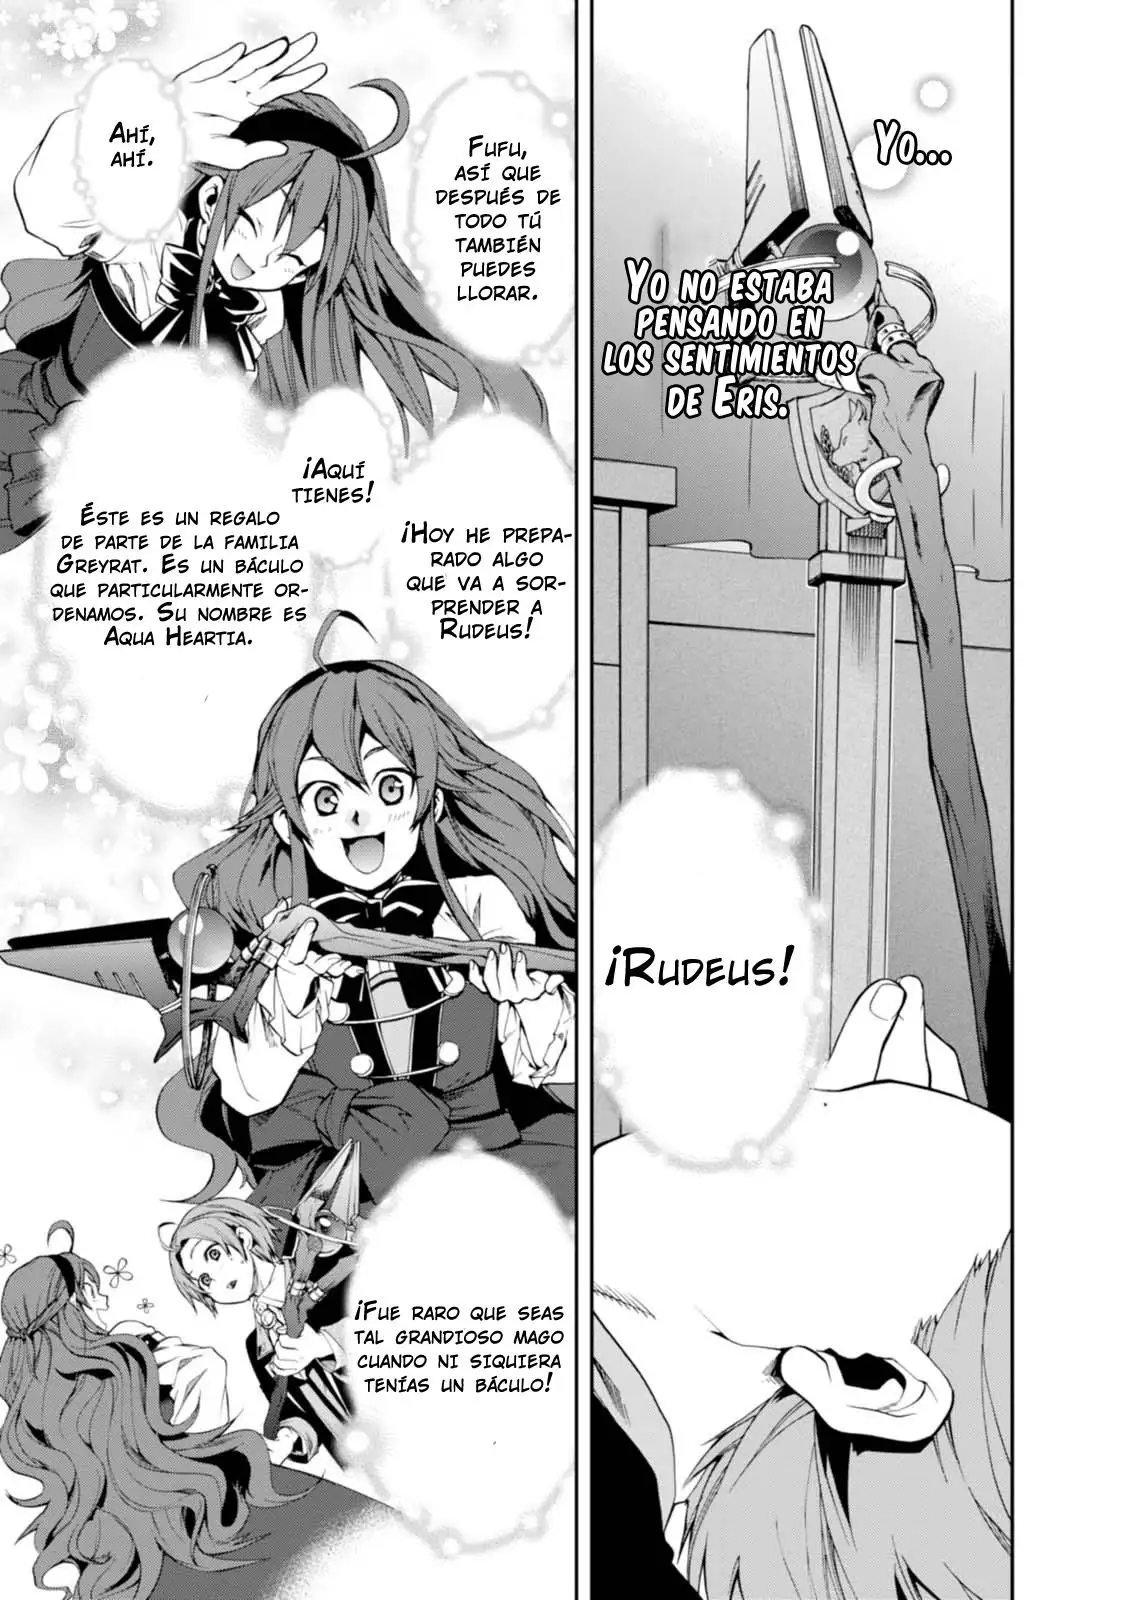 Yo...
Yo no estaba
pensando en
los sentimientos
de Eris.
¡Rudeus!
Fufu,
así que
después de
todo tú
también
puedes
llorar.
Ahí,
ahí.
¡Hoy he prepa-
rado algo
que va a sor-
prender a
Rudeus!
¡Aquí
tienes!
Éste es un regalo
de parte de la familia
Greyrat. Es un báculo
que particularmente or-
denamos. Su nombre es
Aqua Heartia.
¡Fue raro que seas
tal grandioso mago
cuando ni siquiera
tenías un báculo!